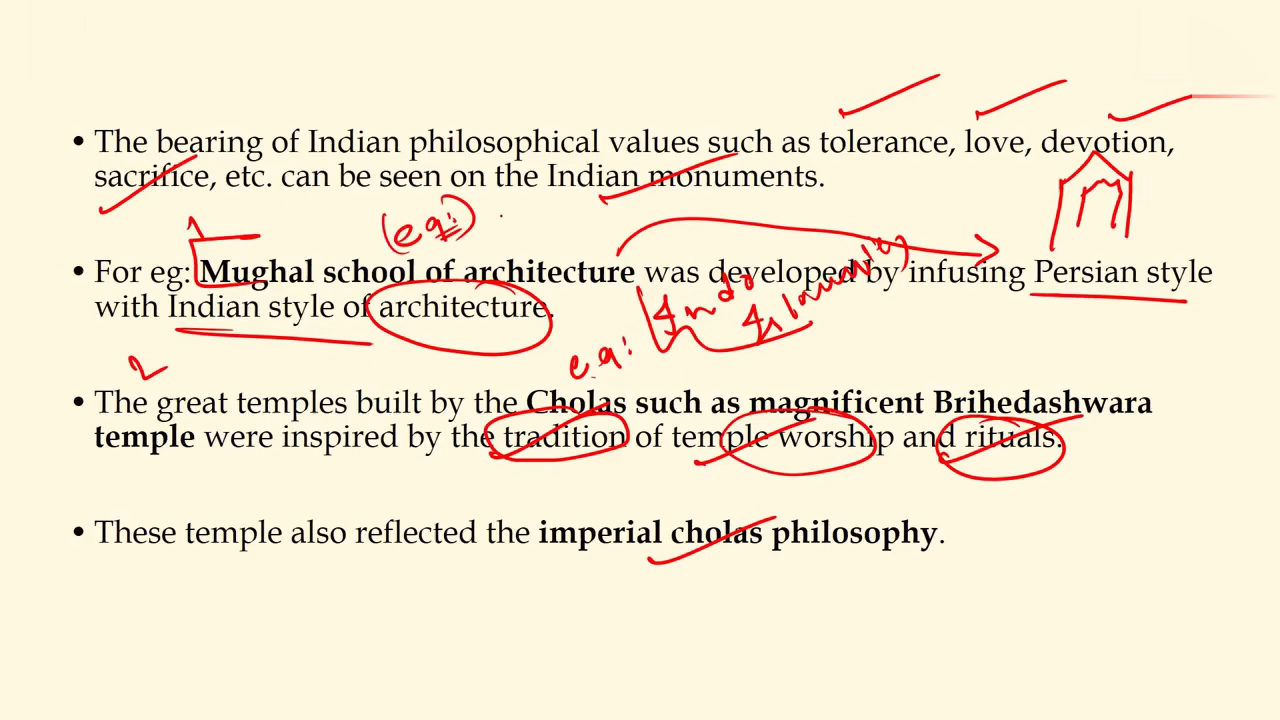 • The bearing of Indian philosophical values such as tolerance, love, devotion,
sacrifice, etc. can be seen on the Indian monuments.
1
(eg:)
• For eg: Mughal school of architecture was developed by infusing Persian style
with Indian style of architecture.
eg: Indo
Islamic
2
• The great temples built by the Cholas such as magnificent Brihedashwara
temple were inspired by the tradition of temple worship and rituals.
• These temple also reflected the imperial cholas philosophy.